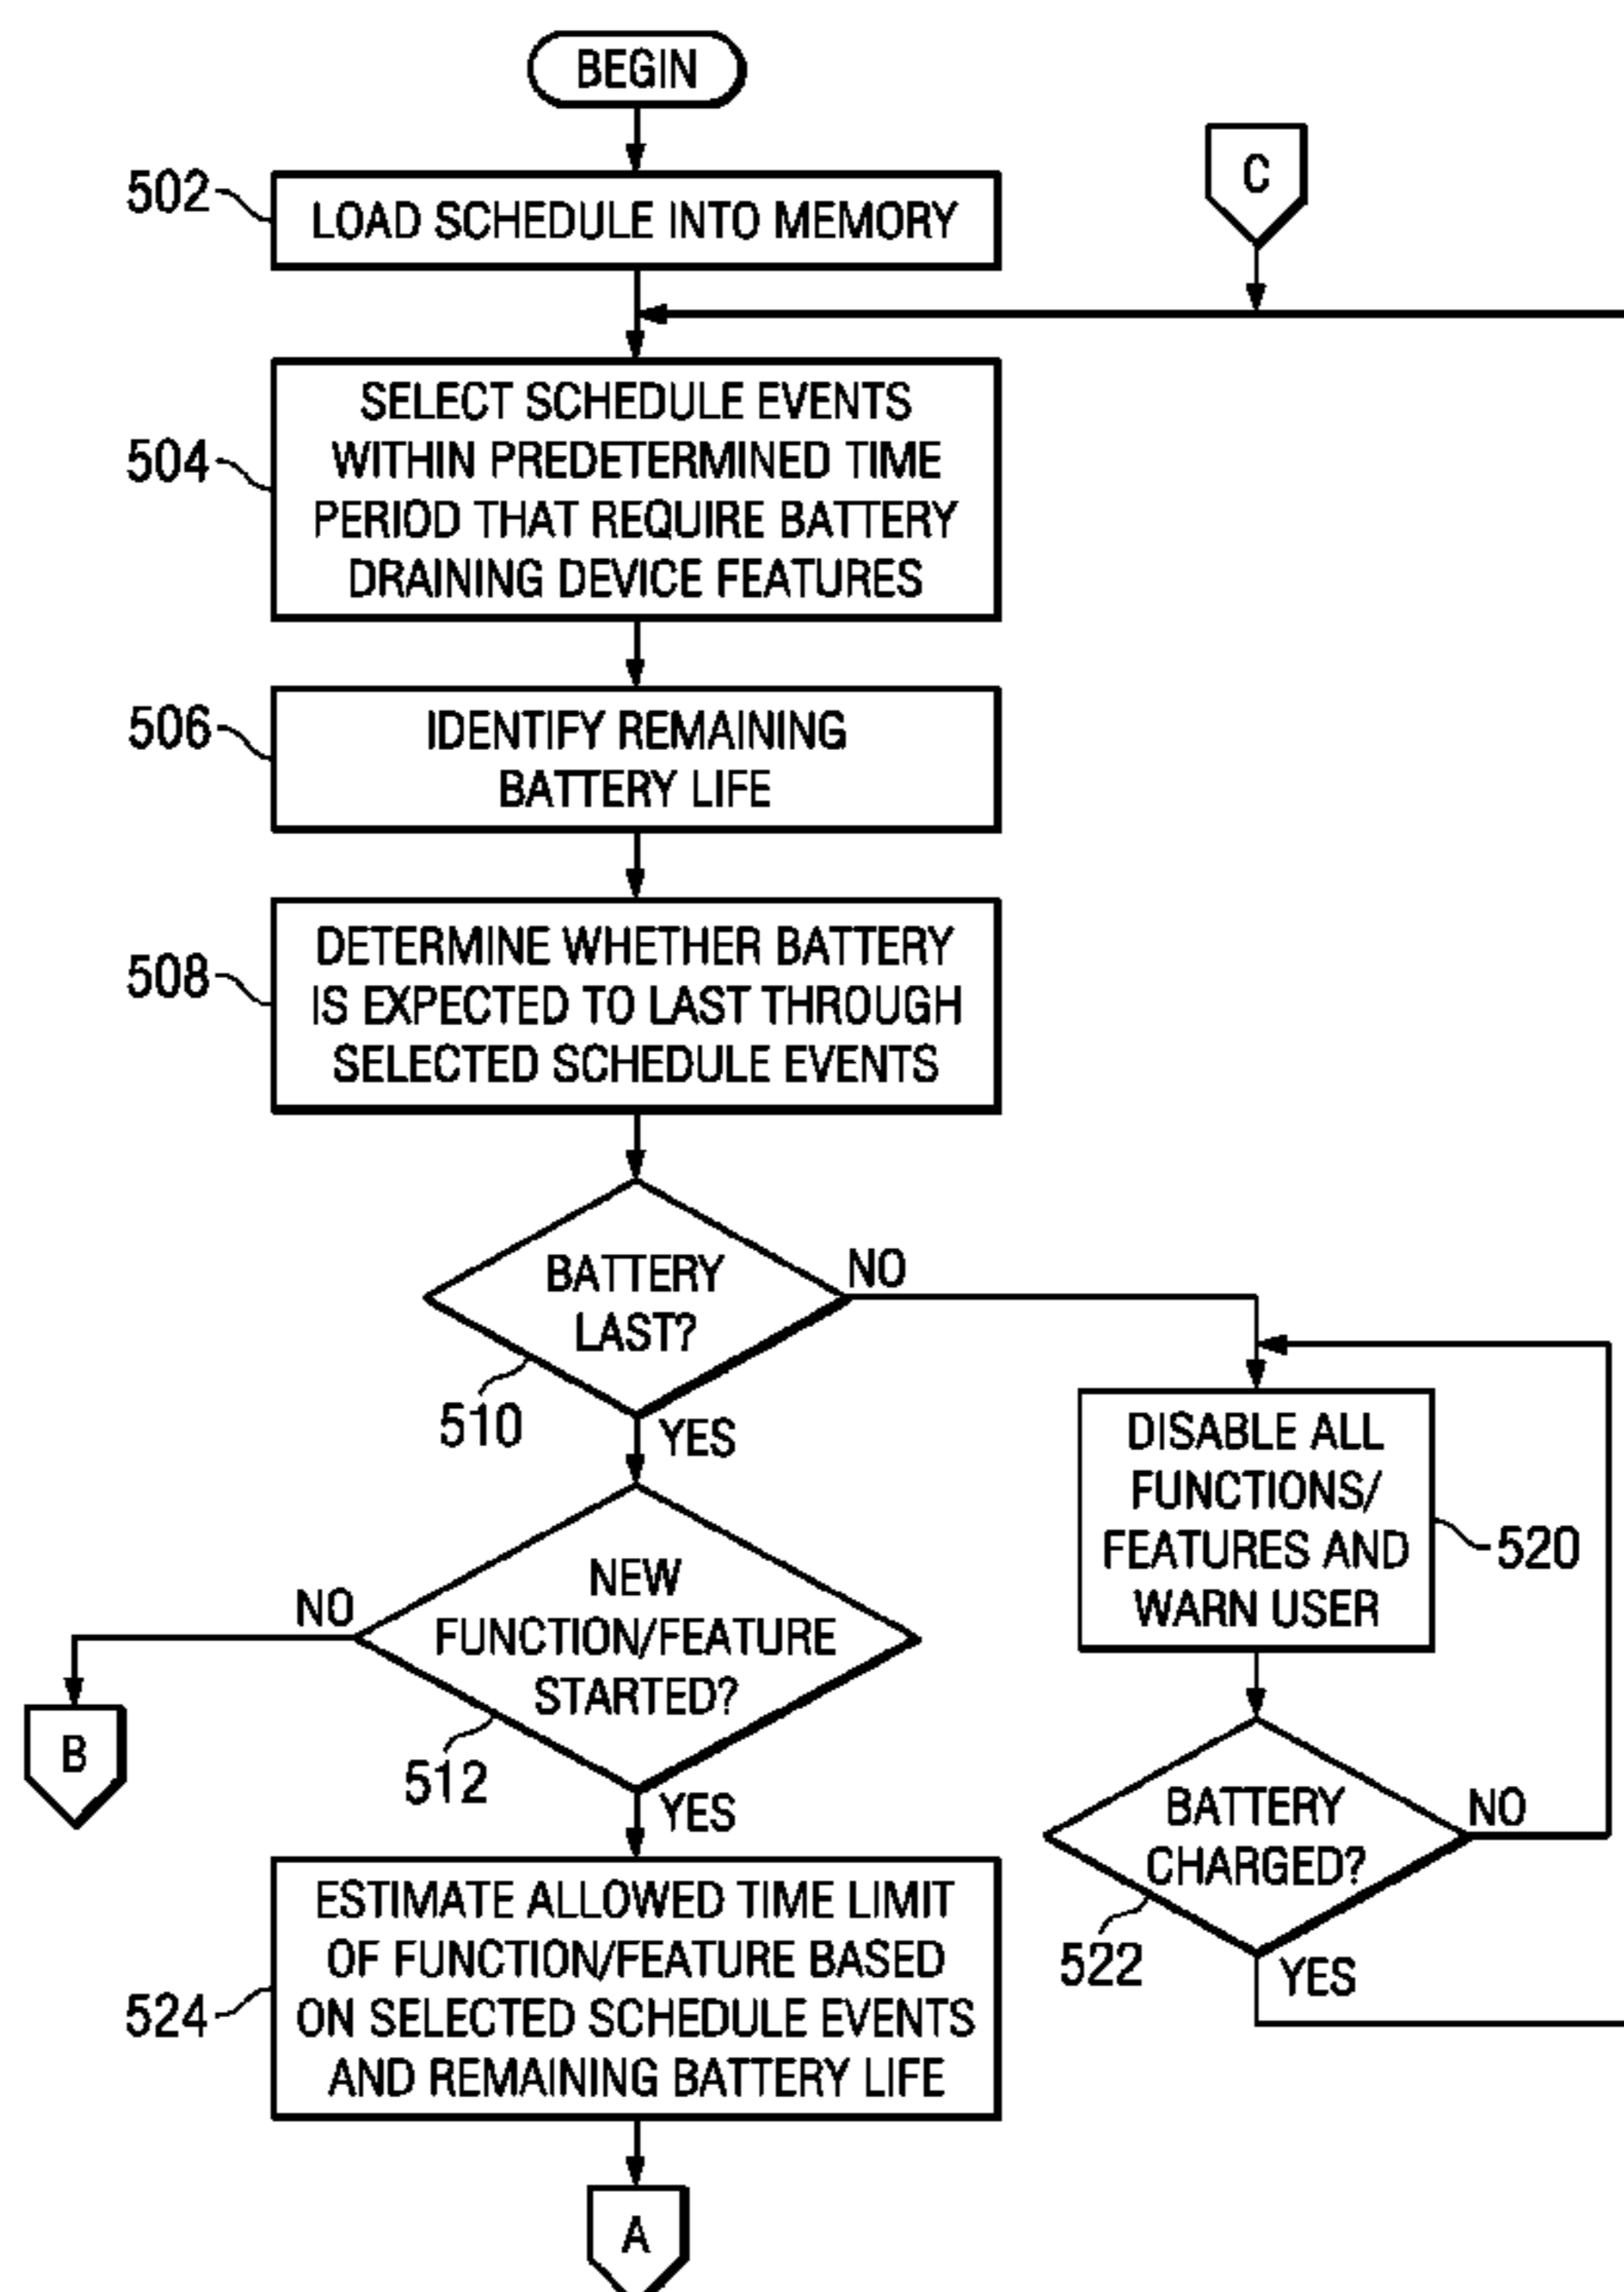 BEGIN
C
502
LOAD SCHEDULE INTO MEMORY
504
SELECT SCHEDULE EVENTS
WITHIN PREDETERMINED TIME
PERIOD THAT REQUIRE BATTERY
DRAINING DEVICE FEATURES
506
IDENTIFY REMAINING
BATTERY LIFE
508
DETERMINE WHETHER BATTERY
IS EXPECTED TO LAST THROUGH
SELECTED SCHEDULE EVENTS
BATTERY
LAST?
NO
510
YES
DISABLE ALL
FUNCTIONS/
FEATURES AND
WARN USER
520
NEW
FUNCTION/FEATURE
STARTED?
NO
B
512
YES
BATTERY
CHARGED?
NO
522
YES
524
ESTIMATE ALLOWED TIME LIMIT
OF FUNCTION/FEATURE BASED
ON SELECTED SCHEDULE EVENTS
AND REMAINING BATTERY LIFE
A